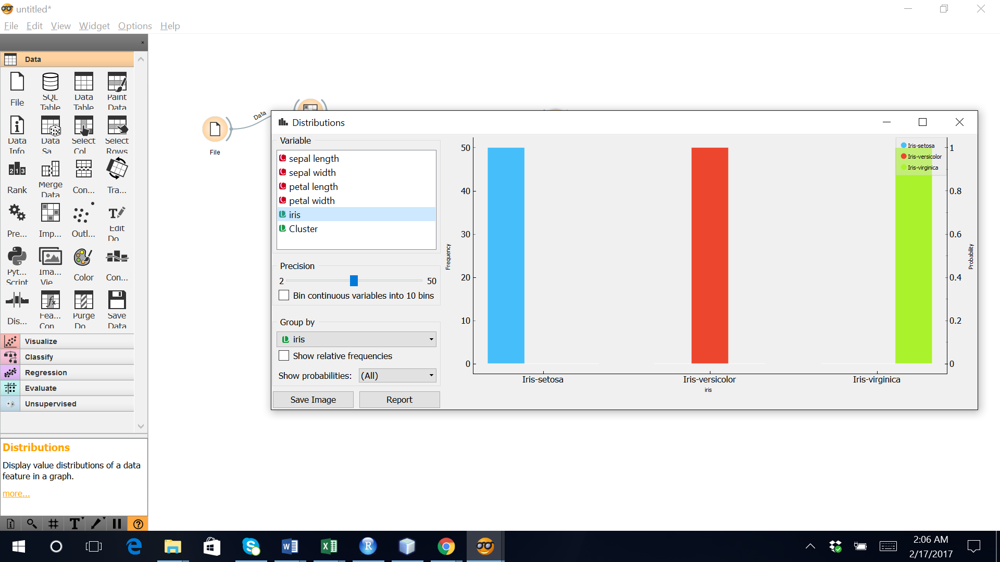 untitled*
File Edit View Widget Options Help
Data
File
SQL Table
Data Table
Paint Data
Data Info
Data Sa...
Select Col...
Select Rows
Rank
Merge Data
Con...
Tra...
Pre...
Imp...
Outl...
Edit Do...
Pyt... Script
Ima... Vie...
Color
Con...
Dis...
Fea... Con...
Purge Do...
Save Data
Visualize
Classify
Regression
Evaluate
Unsupervised
Distributions
Display value distributions of a data
feature in a graph.
more...
File
Data
Distributions
Variable
C sepal length
C sepal width
C petal length
C petal width
D iris
D Cluster
Precision
2 50
Bin continuous variables into 10 bins
Group by
D iris
Show relative frequencies
Show probabilities: (All)
Save Image Report
Frequency
50
40
30
20
10
0
Iris-setosa
Iris-versicolor
Iris-virginica
1
0.8
0.6
0.4
0.2
0
Probability
Iris-setosa Iris-versicolor Iris-virginica
iris
2:06 AM
2/17/2017